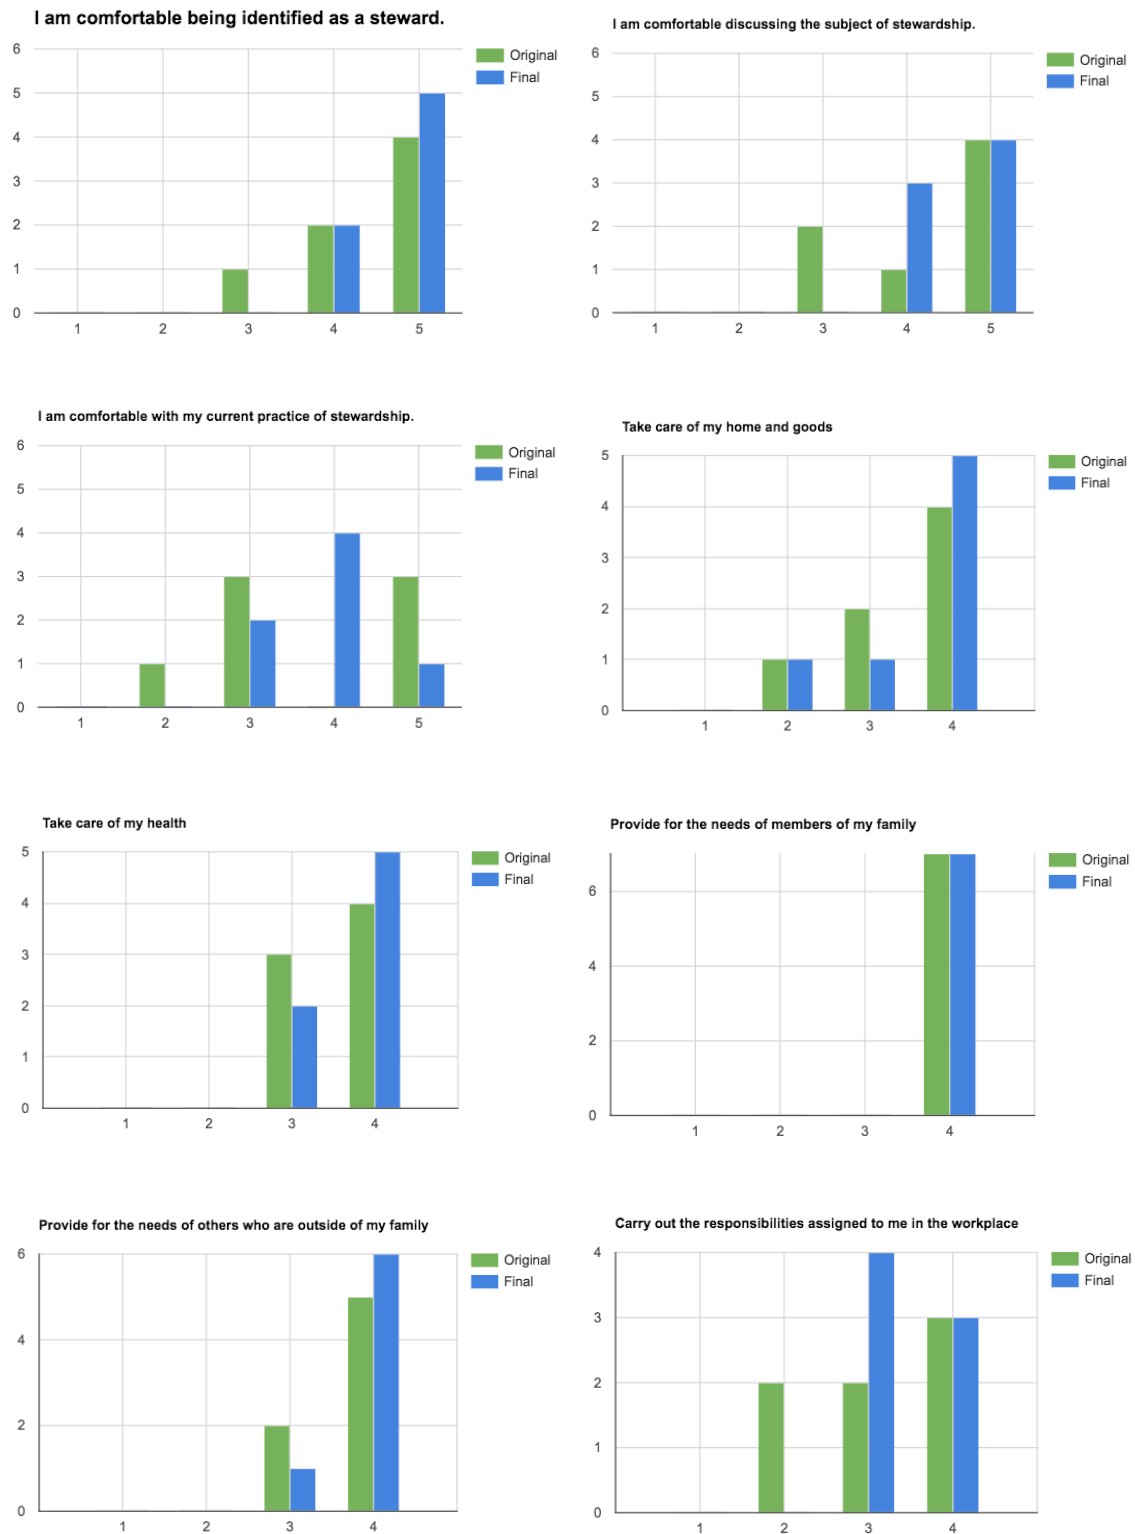 I am comfortable being identified as a steward.
6
5
4
3
2
1
0
1 2 3 4 5
Original
Final
I am comfortable discussing the subject of stewardship.
6
5
4
3
2
1
0
1 2 3 4 5
Original
Final
I am comfortable with my current practice of stewardship.
6
5
4
3
2
1
0
1 2 3 4 5
Original
Final
Take care of my home and goods
5
4
3
2
1
0
1 2 3 4
Original
Final
Take care of my health
5
4
3
2
1
0
1 2 3 4
Original
Final
Provide for the needs of members of my family
6
4
2
0
1 2 3 4
Original
Final
Provide for the needs of others who are outside of my family
6
4
2
0
1 2 3 4
Original
Final
Carry out the responsibilities assigned to me in the workplace
4
3
2
1
0
1 2 3 4
Original
Final